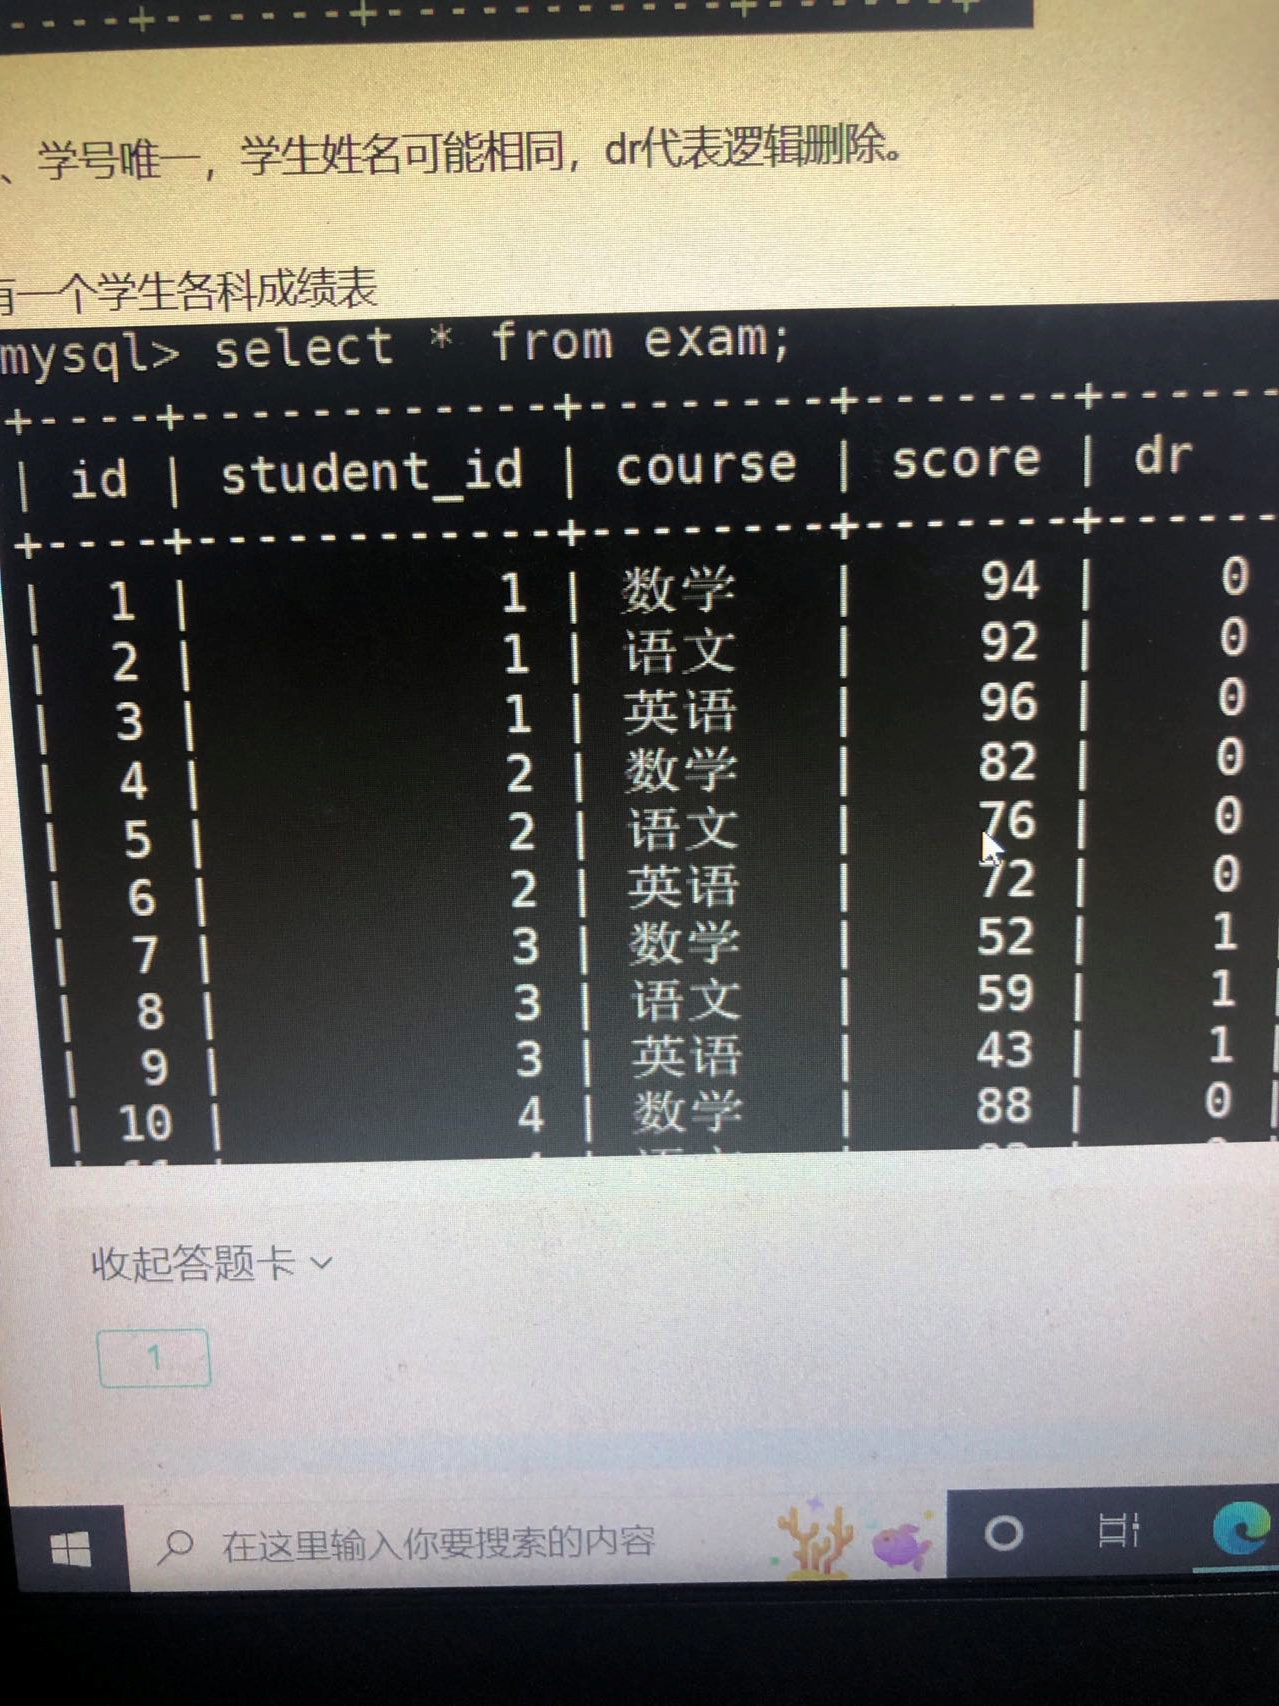 、学号唯一，学生姓名可能相同，dr代表逻辑删除。
有一个学生各科成绩表
mysql> select * from exam;
+----+------------+--------+-------+------
| id | student_id | course | score | dr
+----+------------+--------+-------+------
| 1 | 1 | 数学 | 94 | 0
| 2 | 1 | 语文 | 92 | 0
| 3 | 1 | 英语 | 96 | 0
| 4 | 2 | 数学 | 82 | 0
| 5 | 2 | 语文 | 76 | 0
| 6 | 2 | 英语 | 72 | 0
| 7 | 3 | 数学 | 52 | 1
| 8 | 3 | 语文 | 59 | 1 |
| 9 | 3 | 英语 | 43 | 1 |
| 10 | 4 | 数学 | 88 | 0 |
收起答题卡
1
在这里输入你要搜索的内容